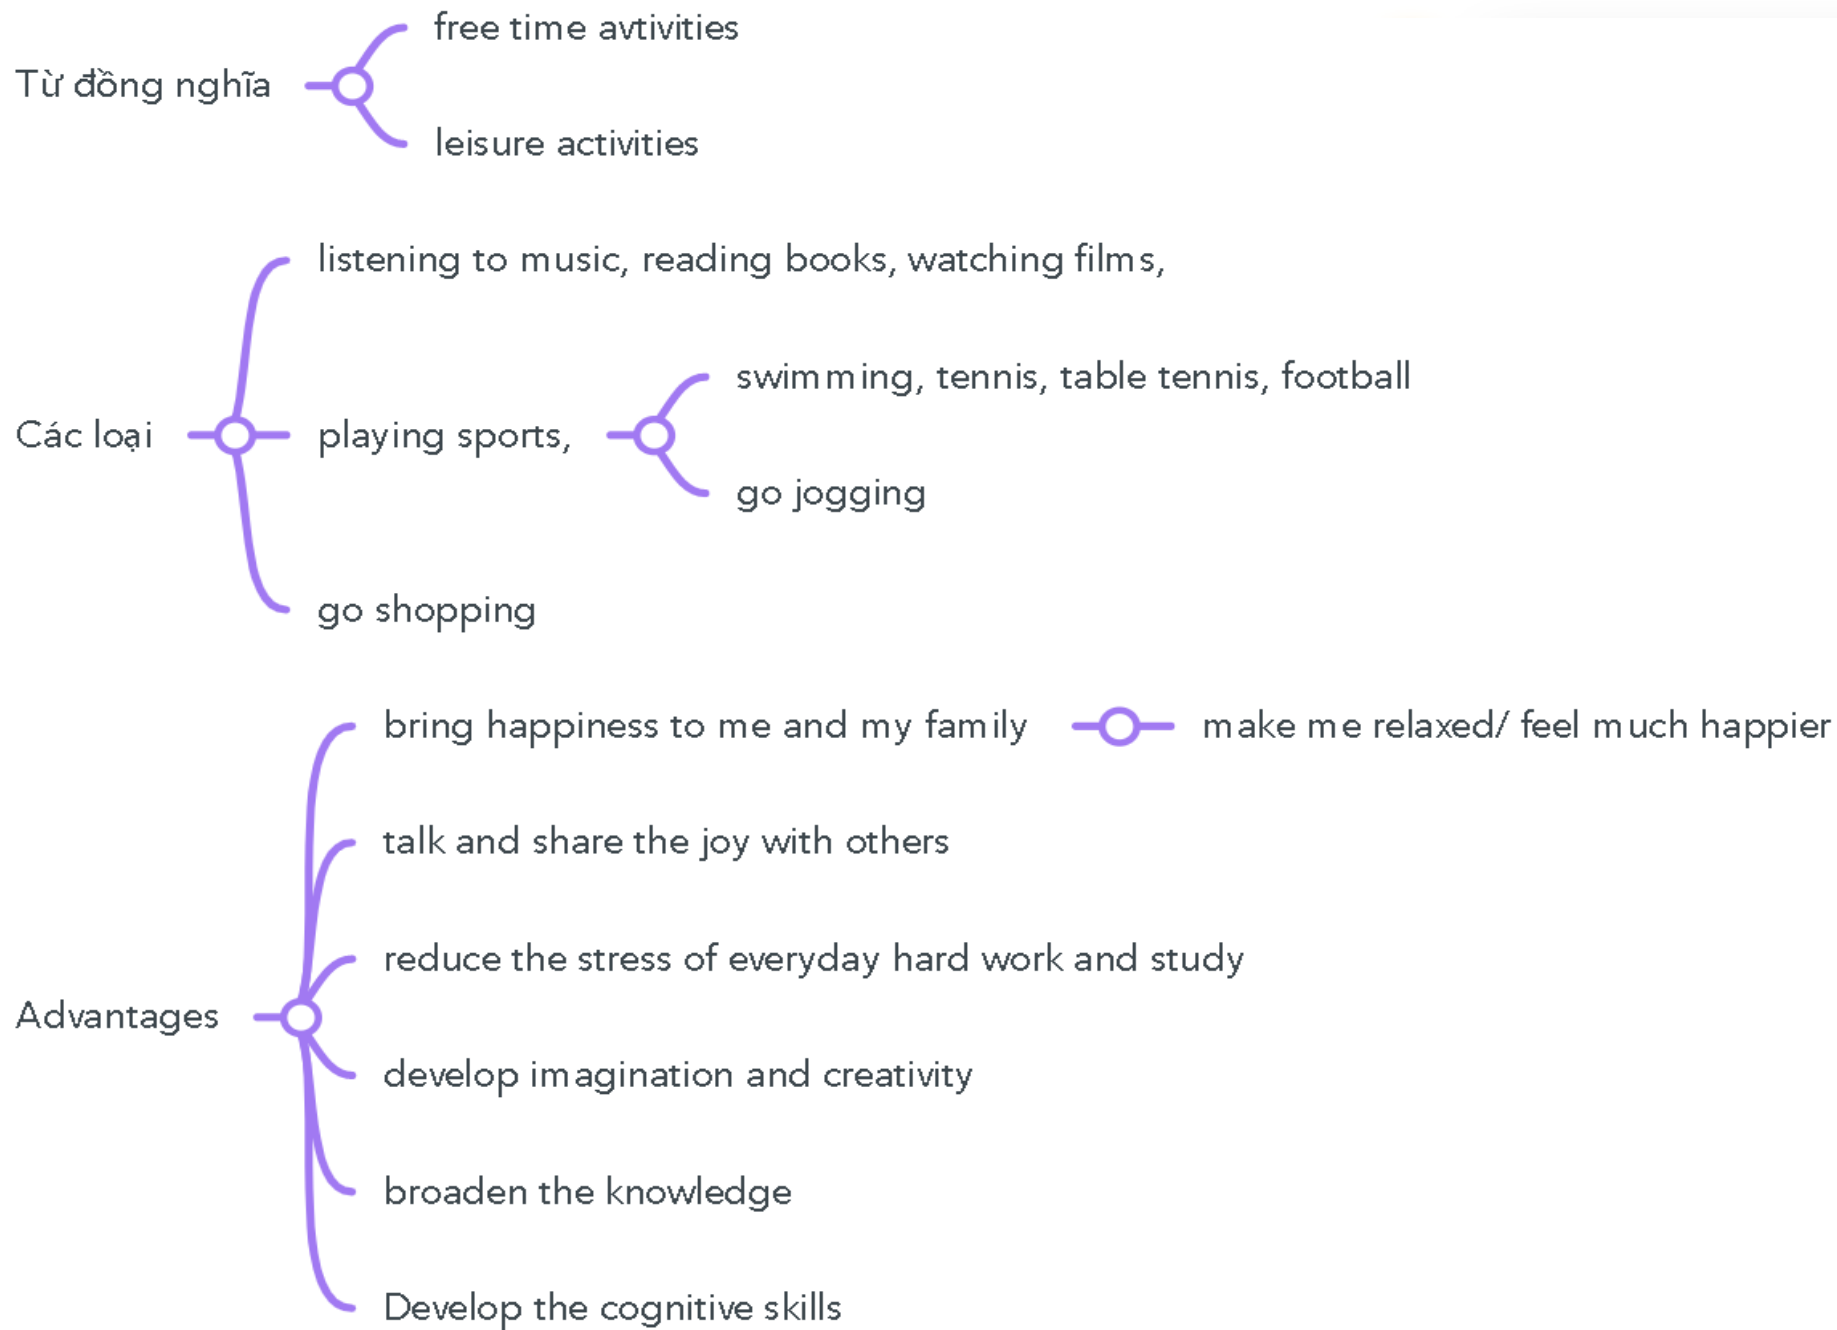 free time avtivities
Từ đồng nghĩa
leisure activities
listening to music, reading books, watching films,
swimming, tennis, table tennis, football
Các loại
playing sports,
go jogging
go shopping
bring happiness to me and my family
make me relaxed/ feel much happier
talk and share the joy with others
reduce the stress of everyday hard work and study
Advantages
develop imagination and creativity
broaden the knowledge
Develop the cognitive skills